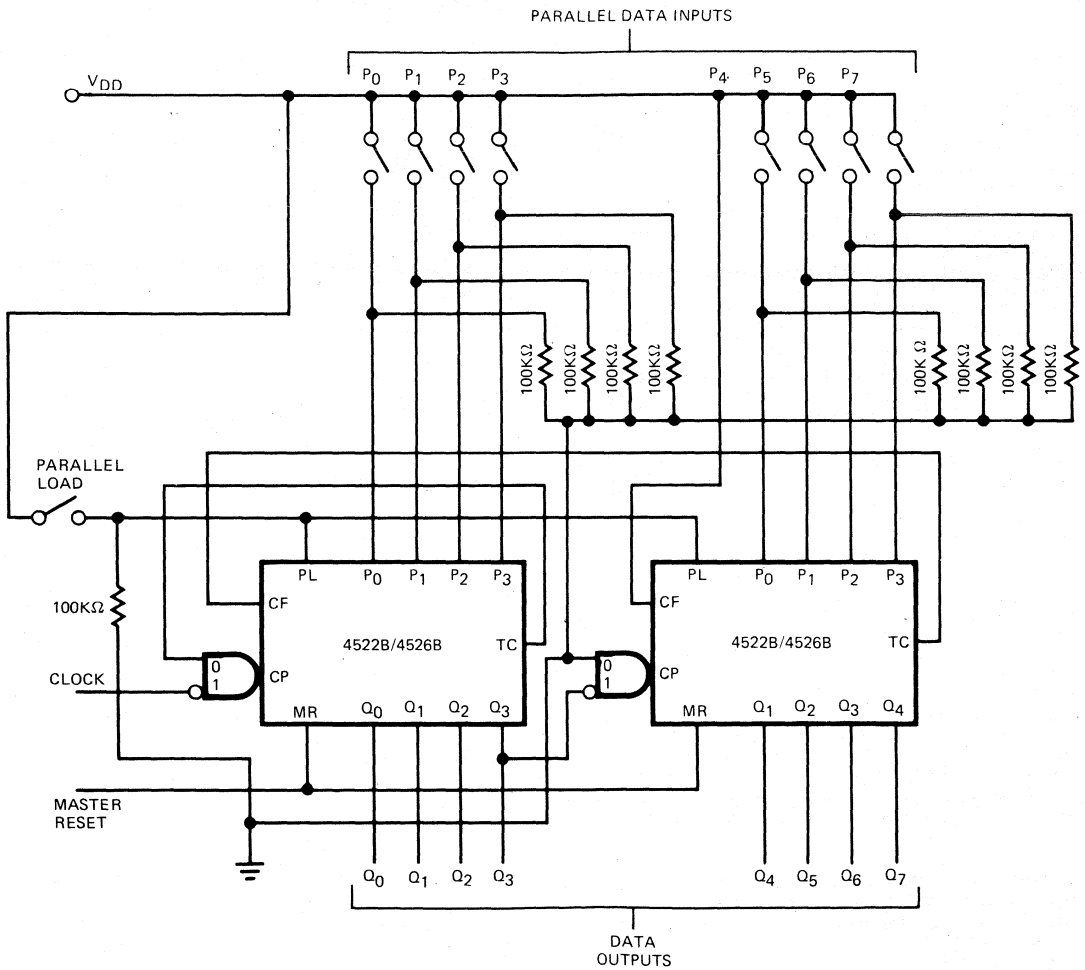 PARALLEL DATA INPUTS
VDD
P0 P1 P2 P3 P4. P5 P6 P7
100KΩ 100KΩ 100KΩ 100KΩ 100K Ω 100KΩ 100KΩ 100KΩ
PARALLEL
LOAD
PL P0 P1 P2 P3 PL P0 P1 P2 P3
CF CF
100KΩ
4522B/4526B TC 4522B/4526B TC
0 0
CLOCK 1 CP 1 CP
MR Q0 Q1 Q2 Q3 MR Q1 Q2 Q3 Q4
MASTER
RESET
Q0 Q1 Q2 Q3 Q4 Q5 Q6 Q7
DATA
OUTPUTS